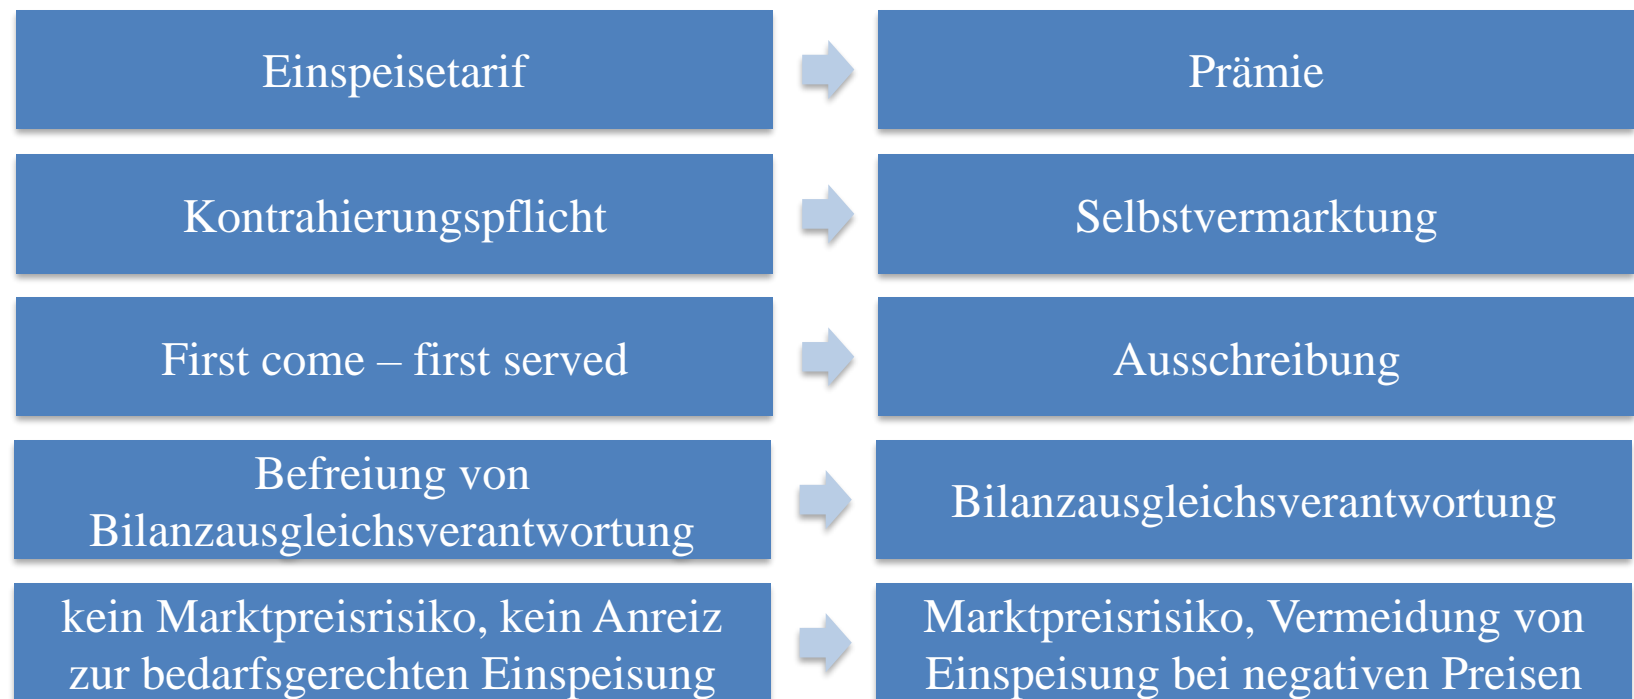 Einspeisetarif
Prämie
Kontrahierungspflicht
Selbstvermarktung
First come – first served
Ausschreibung
Befreiung von
Bilanzausgleichsverantwortung
Bilanzausgleichsverantwortung
kein Marktpreisrisiko, kein Anreiz
zur bedarfsgerechten Einspeisung
Marktpreisrisiko, Vermeidung von
Einspeisung bei negativen Preisen